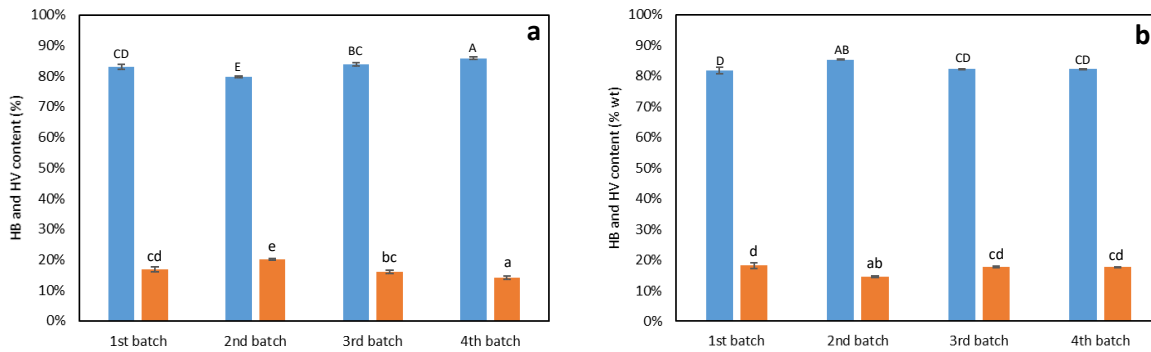 a
HB and HV content (%)
100%
90%
80%
70%
60%
50%
40%
30%
20%
10%
0%
CD
E
BC
A
cd
e
bc
a
1st batch 2nd batch 3rd batch 4th batch
b
HB and HV content (% wt)
100%
90%
80%
70%
60%
50%
40%
30%
20%
10%
0%
D
AB
CD
CD
d
ab
cd
cd
1st batch 2nd batch 3rd batch 4th batch